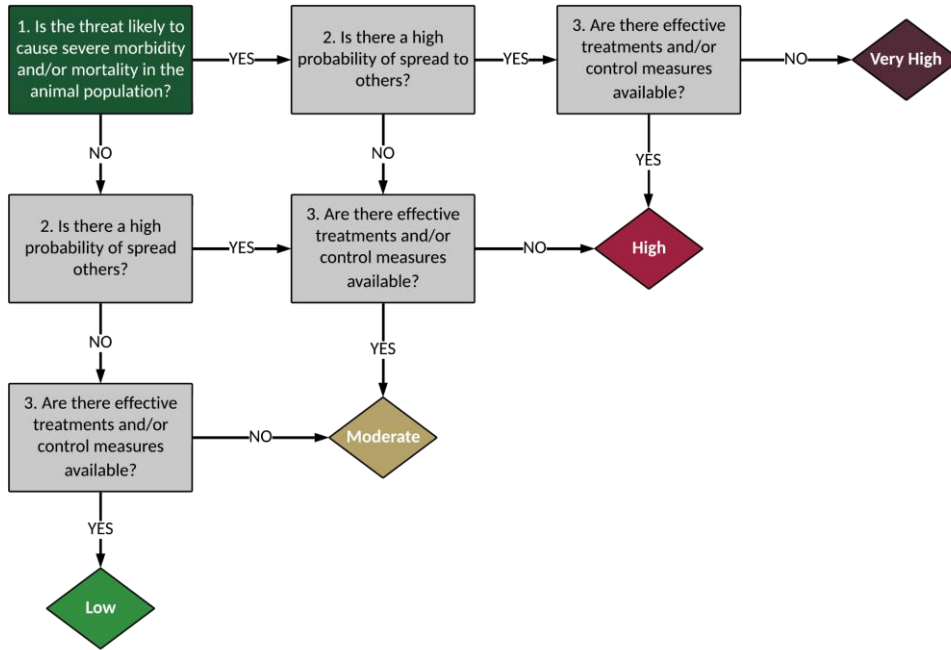 1. Is the threat likely to
cause severe morbidity
and/or mortality in the
animal population?
YES
2. Is there a high
probability of spread to
others?
YES
3. Are there effective
treatments and/or
control measures
available?
NO
Very High
NO
NO
YES
2. Is there a high
probability of spread
others?
YES
3. Are there effective
treatments and/or
control measures
available?
NO
High
NO
YES
3. Are there effective
treatments and/or
control measures
available?
NO
Moderate
YES
Low